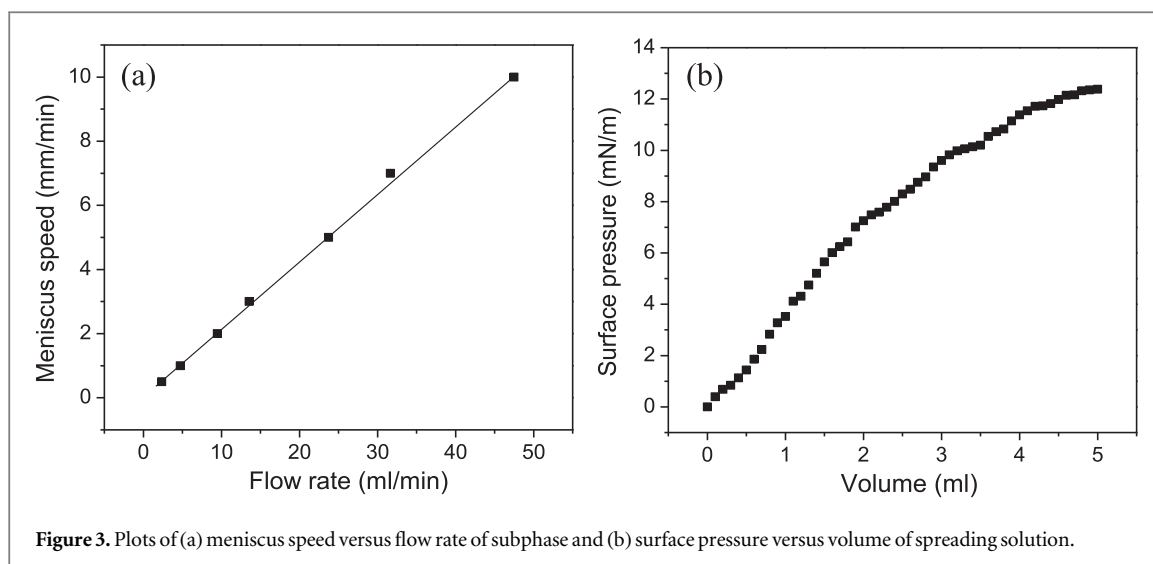 (a)
Meniscus speed (mm/min)
10
8
6
4
2
0
0 10 20 30 40 50
Flow rate (ml/min)
(b)
Surface pressure (mN/m)
14
12
10
8
6
4
2
0
0 1 2 3 4 5
Volume (ml)
Figure 3. Plots of (a) meniscus speed versus flow rate of subphase and (b) surface pressure versus volume of spreading solution.